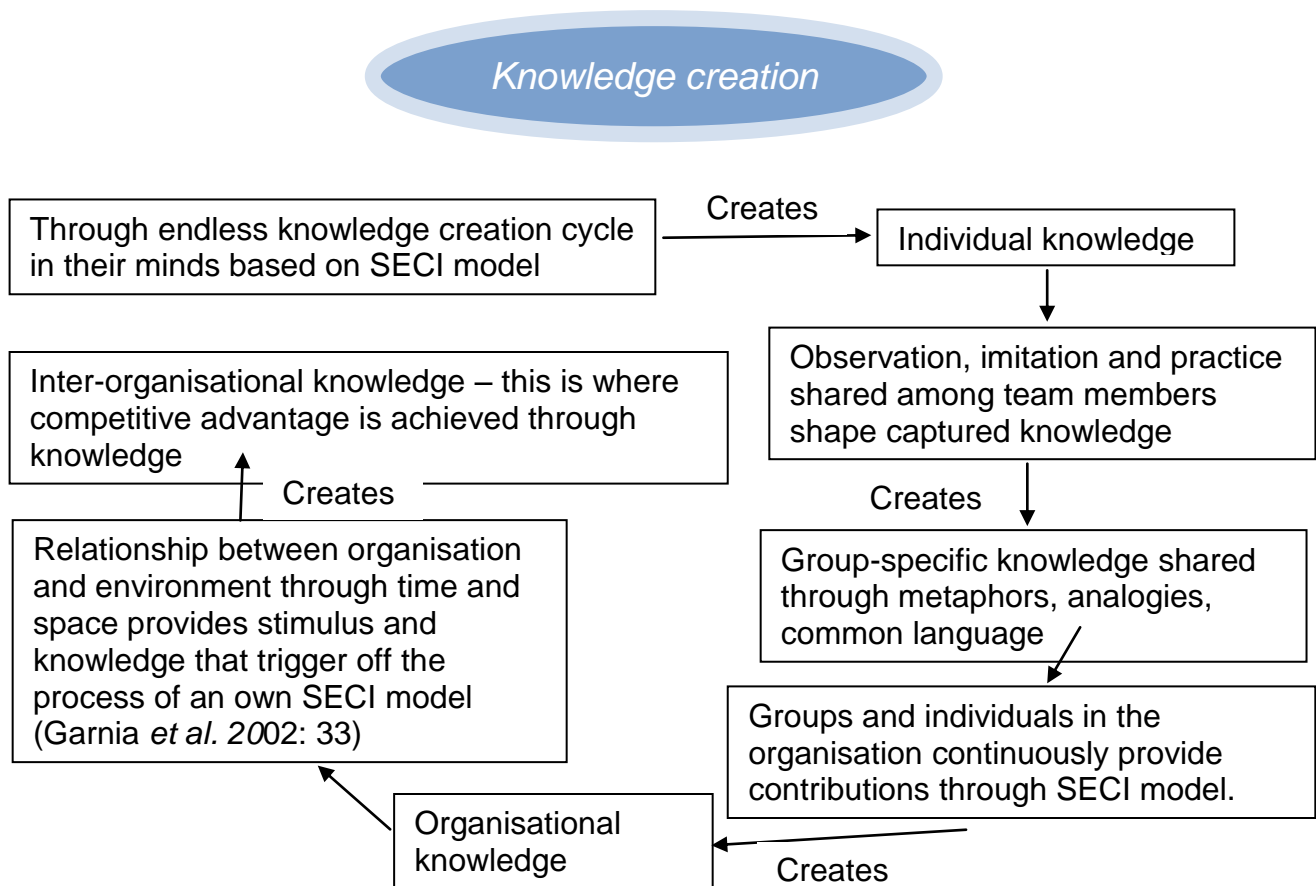 Knowledge creation
Through endless knowledge creation cycle
in their minds based on SECI model
Creates
Individual knowledge
Observation, imitation and practice
shared among team members
shape captured knowledge
Creates
Group-specific knowledge shared
through metaphors, analogies,
common language
Groups and individuals in the
organisation continuously provide
contributions through SECI model.
Creates
Organisational
knowledge
Relationship between organisation
and environment through time and
space provides stimulus and
knowledge that trigger off the
process of an own SECI model
(Garnia et al. 2002: 33)
Creates
Inter-organisational knowledge – this is where
competitive advantage is achieved through
knowledge